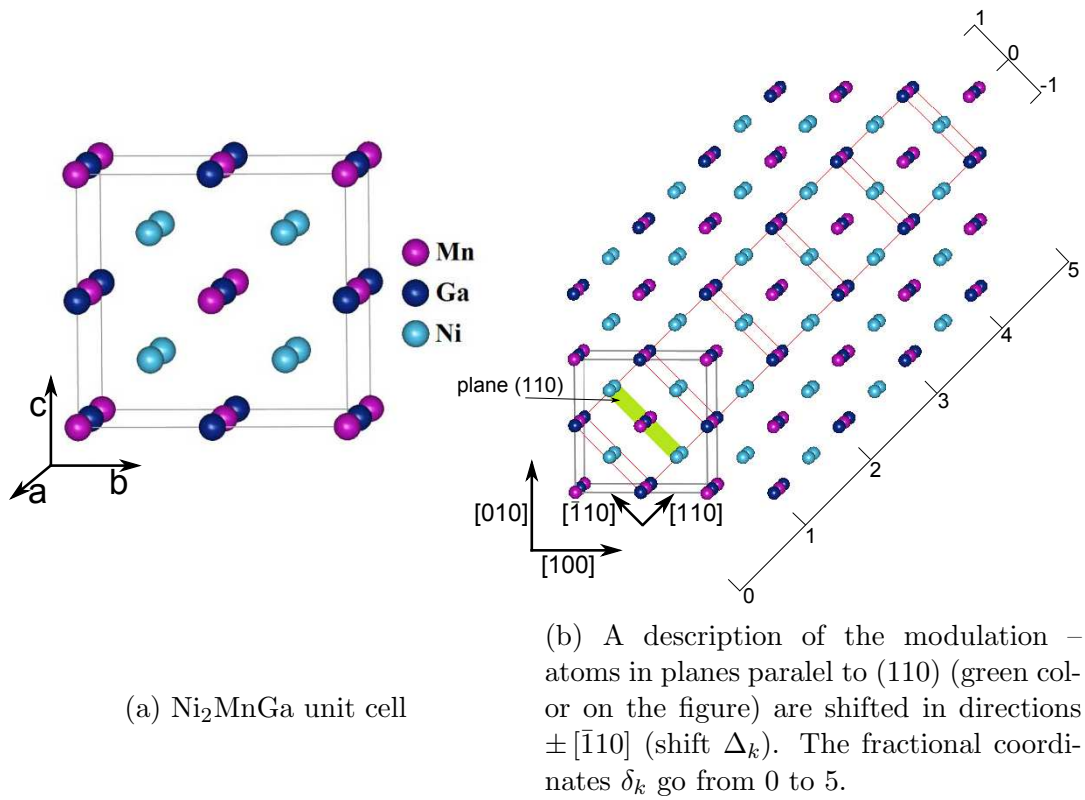 Mn
Ga
Ni
c
a
b
(a) Ni₂MnGa unit cell
1
0
-1
5
4
3
2
1
0
plane (110)
[010]
[1̄10]
[110]
[100]
(b) A description of the modulation –
atoms in planes paralel to (110) (green col-
or on the figure) are shifted in directions
± [1̄10] (shift Δₖ). The fractional coordi-
nates δₖ go from 0 to 5.